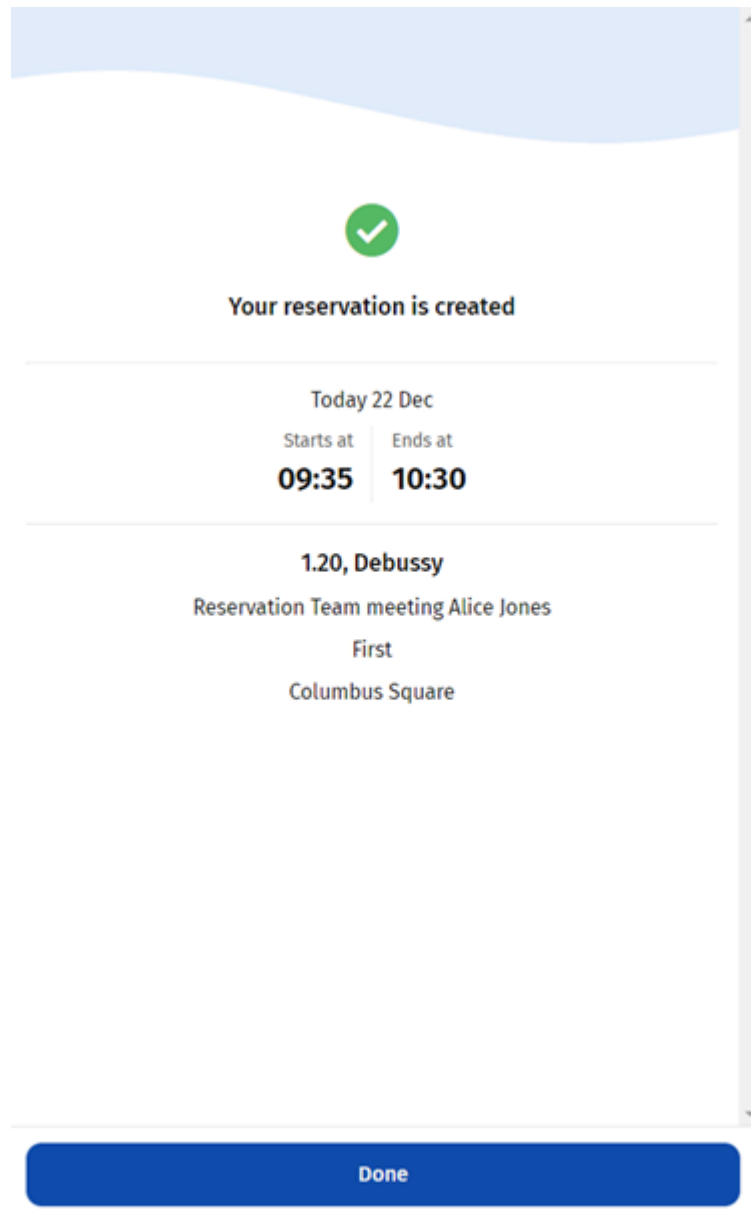 Your reservation is created
Today 22 Dec
Starts at Ends at
09:35 10:30
1.20, Debussy
Reservation Team meeting Alice Jones
First
Columbus Square
Done